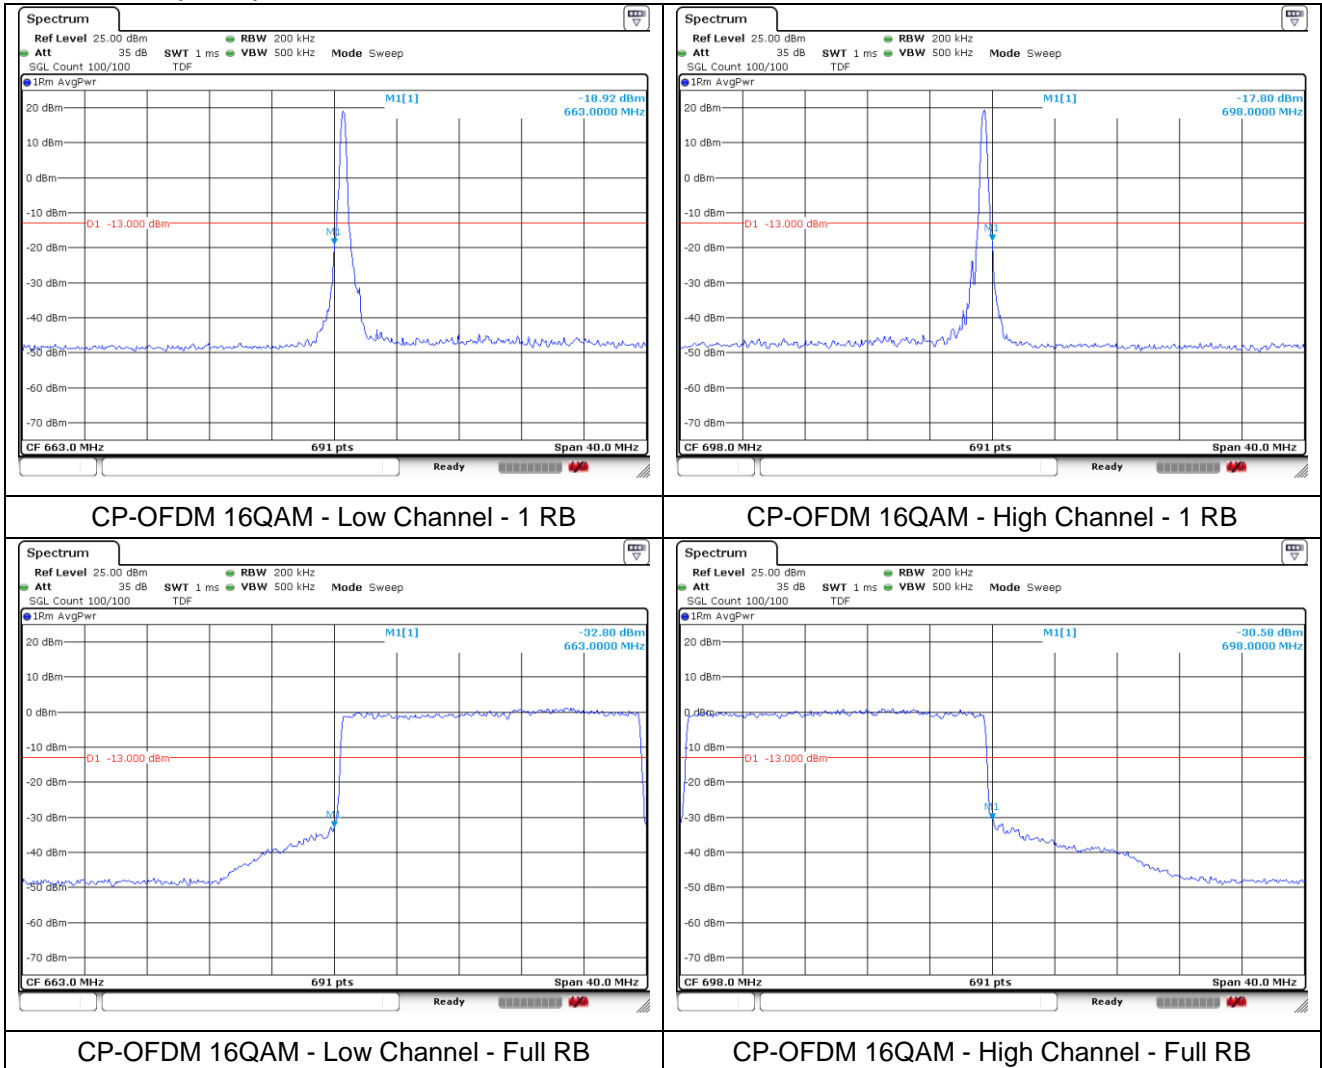 Spectrum
Ref Level 25.00 dBm RBW 200 kHz
Att 35 dB SWT 1 ms VBW 500 kHz Mode Sweep
SGL Count 100/100 TDF
1Rm AvgPwr
M1[1] -18.92 dBm
663.0000 MHz
20 dBm
10 dBm
0 dBm
-10 dBm
D1 -13.000 dBm
M1
-20 dBm
-30 dBm
-40 dBm
-50 dBm
-60 dBm
-70 dBm
CF 663.0 MHz 691 pts Span 40.0 MHz
Ready
CP-OFDM 16QAM - Low Channel - 1 RB
Spectrum
Ref Level 25.00 dBm RBW 200 kHz
Att 35 dB SWT 1 ms VBW 500 kHz Mode Sweep
SGL Count 100/100 TDF
1Rm AvgPwr
M1[1] -17.80 dBm
698.0000 MHz
20 dBm
10 dBm
0 dBm
-10 dBm
D1 -13.000 dBm
M1
-20 dBm
-30 dBm
-40 dBm
-50 dBm
-60 dBm
-70 dBm
CF 698.0 MHz 691 pts Span 40.0 MHz
Ready
CP-OFDM 16QAM - High Channel - 1 RB
Spectrum
Ref Level 25.00 dBm RBW 200 kHz
Att 35 dB SWT 1 ms VBW 500 kHz Mode Sweep
SGL Count 100/100 TDF
1Rm AvgPwr
M1[1] -32.80 dBm
663.0000 MHz
20 dBm
10 dBm
0 dBm
-10 dBm
D1 -13.000 dBm
-20 dBm
M1
-30 dBm
-40 dBm
-50 dBm
-60 dBm
-70 dBm
CF 663.0 MHz 691 pts Span 40.0 MHz
Ready
CP-OFDM 16QAM - Low Channel - Full RB
Spectrum
Ref Level 25.00 dBm RBW 200 kHz
Att 35 dB SWT 1 ms VBW 500 kHz Mode Sweep
SGL Count 100/100 TDF
1Rm AvgPwr
M1[1] -30.58 dBm
698.0000 MHz
20 dBm
10 dBm
0 dBm
-10 dBm
D1 -13.000 dBm
-20 dBm
M1
-30 dBm
-40 dBm
-50 dBm
-60 dBm
-70 dBm
CF 698.0 MHz 691 pts Span 40.0 MHz
Ready
CP-OFDM 16QAM - High Channel - Full RB